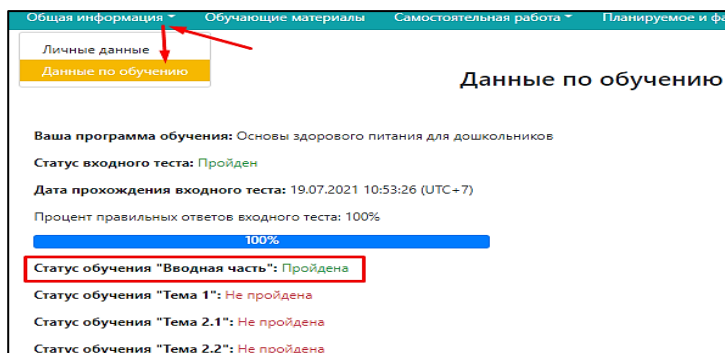 Общая информация Обучающие материалы Самостоятельная работа Планируемое и фа
Личные данные
Данные по обучению
Данные по обучению
Ваша программа обучения: Основы здорового питания для дошкольников
Статус входного теста: Пройден
Дата прохождения входного теста: 19.07.2021 10:53:26 (UTC+7)
Процент правильных ответов входного теста: 100%
100%
Статус обучения "Вводная часть": Пройдена
Статус обучения "Тема 1": Не пройдена
Статус обучения "Тема 2.1": Не пройдена
Статус обучения "Тема 2.2": Не пройдена